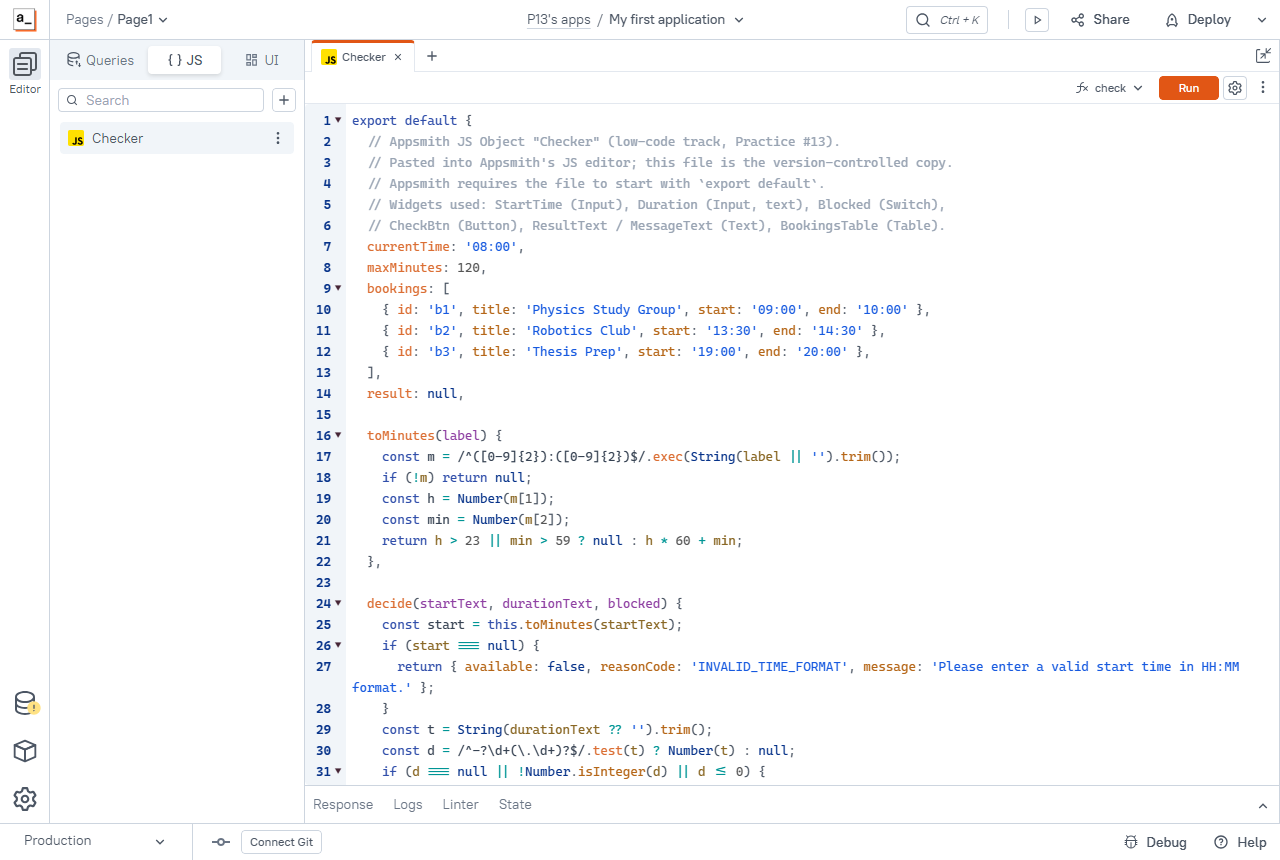 a_
Pages / Page1
P13's apps / My first application
Ctrl + K
Share
Deploy
Editor
Queries
{ } JS
UI
Search
JS Checker
JS Checker
check
Run
1 export default {
2 // Appsmith JS Object "Checker" (low-code track, Practice #13).
3 // Pasted into Appsmith's JS editor; this file is the version-controlled copy.
4 // Appsmith requires the file to start with `export default`.
5 // Widgets used: StartTime (Input), Duration (Input, text), Blocked (Switch),
6 // CheckBtn (Button), ResultText / MessageText (Text), BookingsTable (Table).
7 currentTime: '08:00',
8 maxMinutes: 120,
9 bookings: [
10 { id: 'b1', title: 'Physics Study Group', start: '09:00', end: '10:00' },
11 { id: 'b2', title: 'Robotics Club', start: '13:30', end: '14:30' },
12 { id: 'b3', title: 'Thesis Prep', start: '19:00', end: '20:00' },
13 ],
14 result: null,
15
16 toMinutes(label) {
17 const m = /^([0-9]{2}):([0-9]{2})$/.exec(String(label || '').trim());
18 if (!m) return null;
19 const h = Number(m[1]);
20 const min = Number(m[2]);
21 return h > 23 || min > 59 ? null : h * 60 + min;
22 },
23
24 decide(startText, durationText, blocked) {
25 const start = this.toMinutes(startText);
26 if (start === null) {
27 return { available: false, reasonCode: 'INVALID_TIME_FORMAT', message: 'Please enter a valid start time in HH:MM
format.' };
28 }
29 const t = String(durationText ?? '').trim();
30 const d = /^-?\d+(\.\d+)?$/.test(t) ? Number(t) : null;
31 if (d === null || !Number.isInteger(d) || d <= 0) {
Response
Logs
Linter
State
Production
Connect Git
Debug
Help